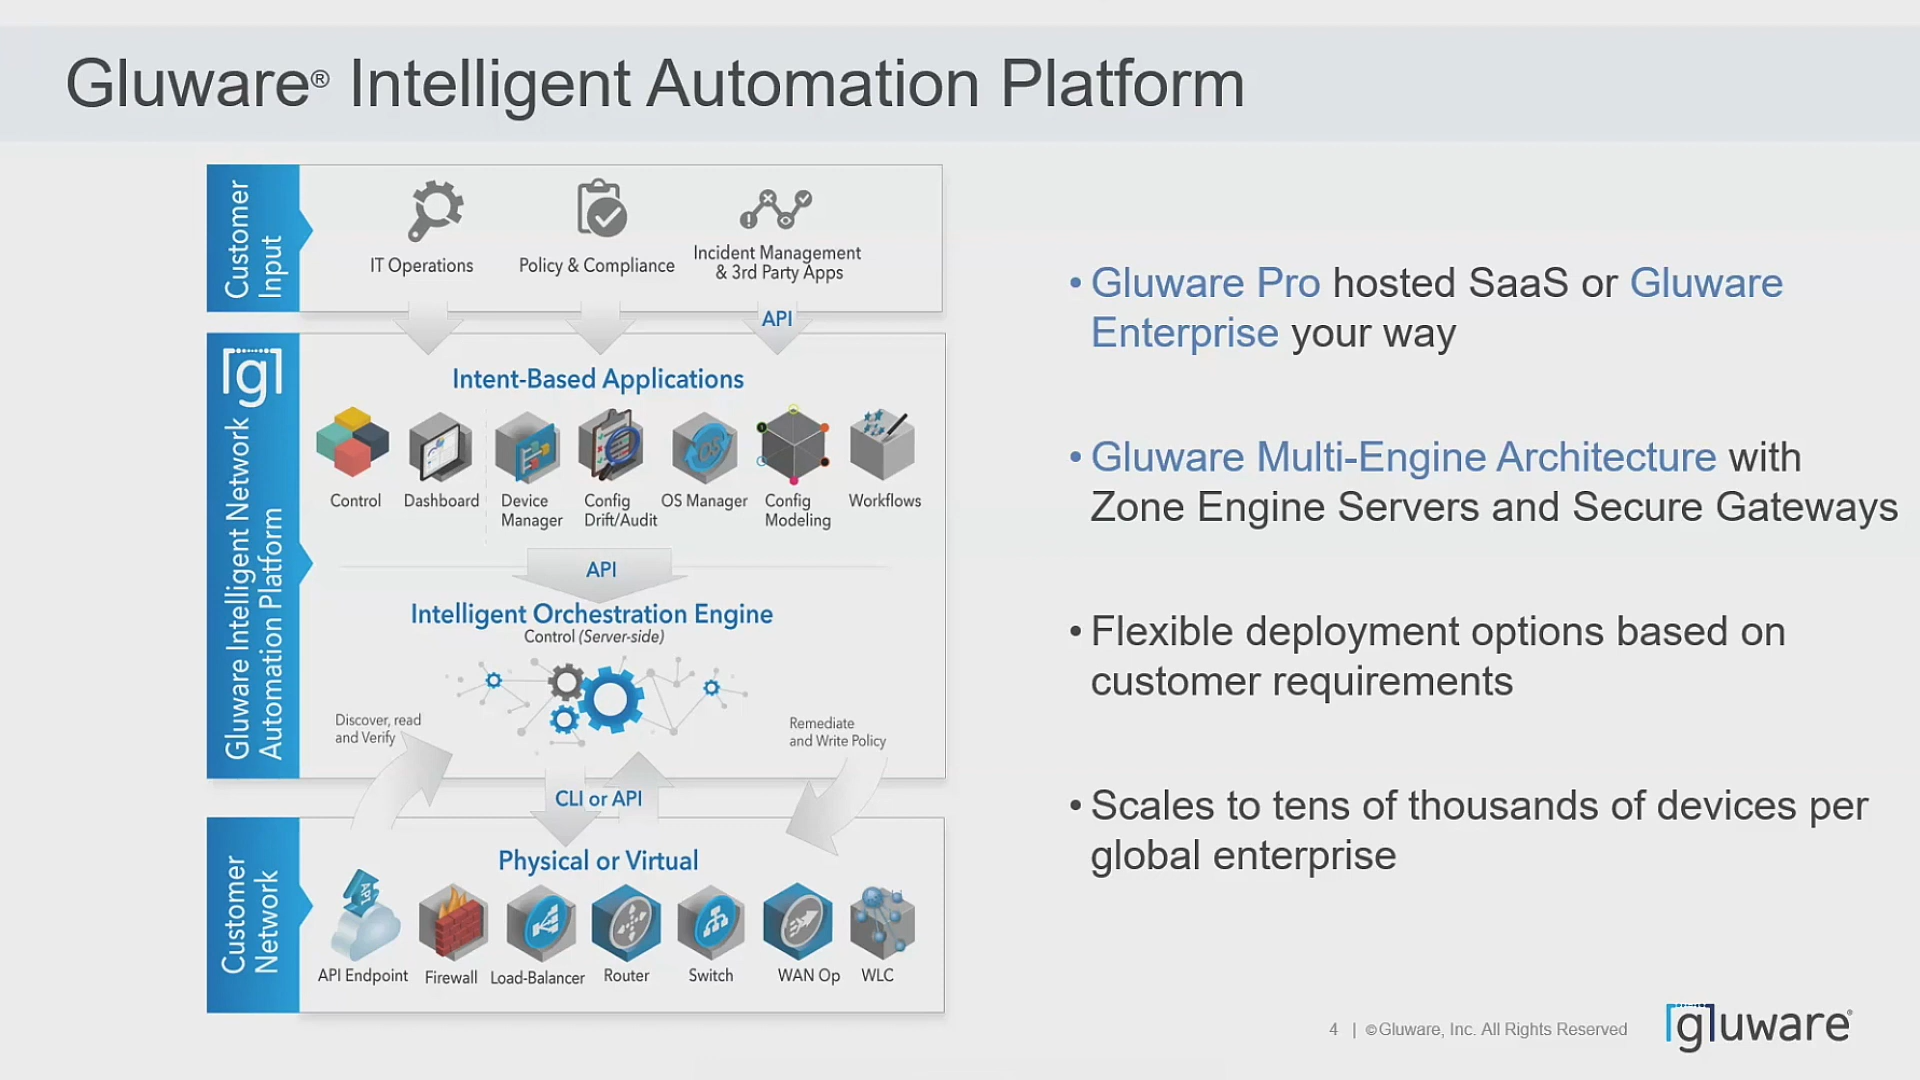 Gluware® Intelligent Automation Platform
Customer
Input
IT Operations
Policy & Compliance
Incident Management
& 3rd Party Apps
API
[g]
Gluware Intelligent Network
Automation Platform
Intent-Based Applications
Control
Dashboard
Device
Manager
Config
Drift/Audit
OS
OS Manager
Config
Modeling
Workflows
API
Intelligent Orchestration Engine
Control (Server-side)
Discover, read
and Verify
Remediate
and Write Policy
CLI or API
Customer
Network
Physical or Virtual
API
API Endpoint
Firewall
Load-Balancer
Router
Switch
WAN Op
WLC
• Gluware Pro hosted SaaS or Gluware
Enterprise your way
• Gluware Multi-Engine Architecture with
Zone Engine Servers and Secure Gateways
• Flexible deployment options based on
customer requirements
• Scales to tens of thousands of devices per
global enterprise
4 | ©Gluware, Inc. All Rights Reserved
[g]luware®